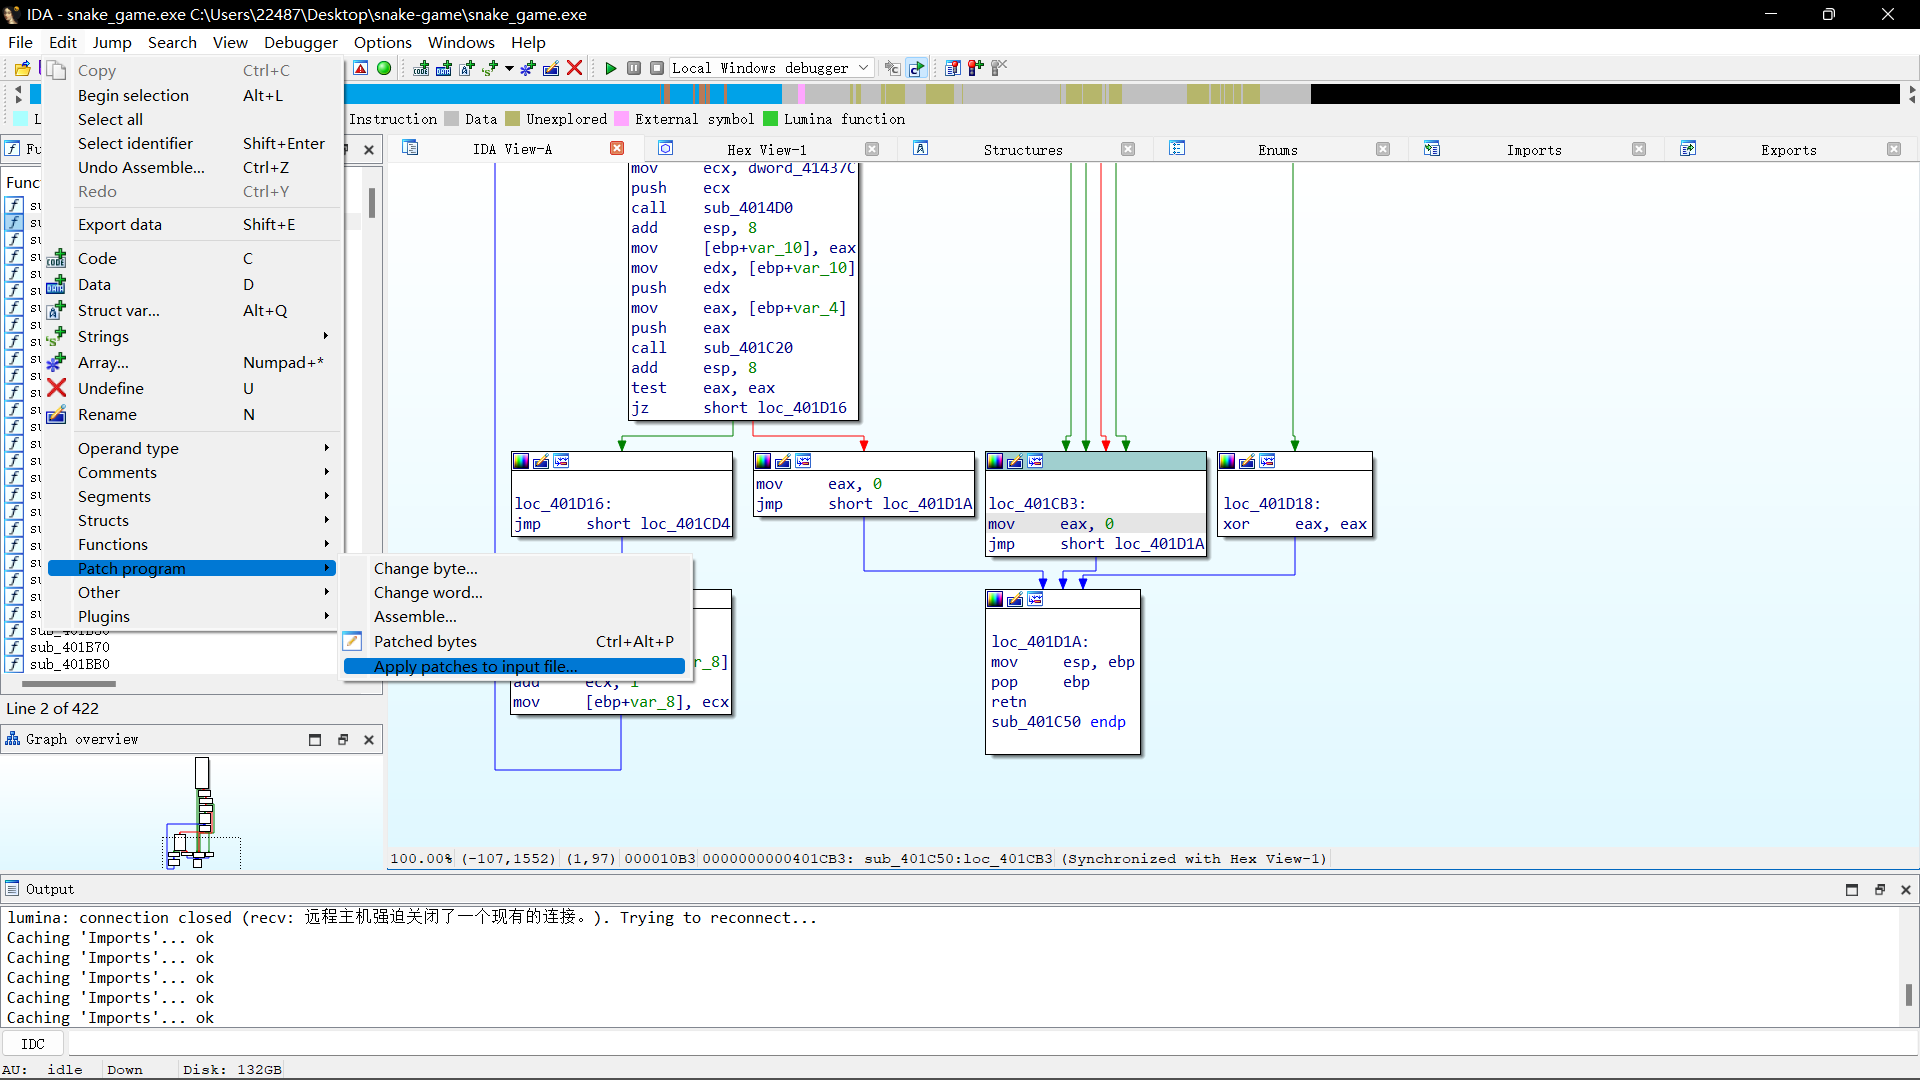 IDA - snake_game.exe C:\Users\22487\Desktop\snake-game\snake_game.exe
File Edit Jump Search View Debugger Options Windows Help
Local Windows debugger
Instruction Data Unexplored External symbol Lumina function
Copy Ctrl+C
Begin selection Alt+L
Select all
Select identifier Shift+Enter
Undo Assemble... Ctrl+Z
Redo Ctrl+Y
Export data Shift+E
Code C
Data D
Struct var... Alt+Q
Strings
Array... Numpad+*
Undefine U
Rename N
Operand type
Comments
Segments
Structs
Functions
Patch program
Other
Plugins
Change byte...
Change word...
Assemble...
Patched bytes Ctrl+Alt+P
Apply patches to input file...
sub_401B70
sub_401BB0
Line 2 of 422
Graph overview
IDA View-A Hex View-1 Structures Enums Imports Exports
mov ecx, dword_41437C
push ecx
call sub_4014D0
add esp, 8
mov [ebp+var_10], eax
mov edx, [ebp+var_10]
push edx
mov eax, [ebp+var_4]
push eax
call sub_401C20
add esp, 8
test eax, eax
jz short loc_401D16
loc_401D16:
jmp short loc_401CD4
mov eax, 0
jmp short loc_401D1A
loc_401CB3:
mov eax, 0
jmp short loc_401D1A
loc_401D18:
xor eax, eax
r_8]
add ecx, 1
mov [ebp+var_8], ecx
loc_401D1A:
mov esp, ebp
pop ebp
retn
sub_401C50 endp
100.00% (-107,1552) (1,97) 000010B3 0000000000401CB3: sub_401C50:loc_401CB3 (Synchronized with Hex View-1)
Output
lumina: connection closed (recv: 远程主机强迫关闭了一个现有的连接。). Trying to reconnect...
Caching 'Imports'... ok
Caching 'Imports'... ok
Caching 'Imports'... ok
Caching 'Imports'... ok
Caching 'Imports'... ok
IDC
AU: idle Down Disk: 132GB